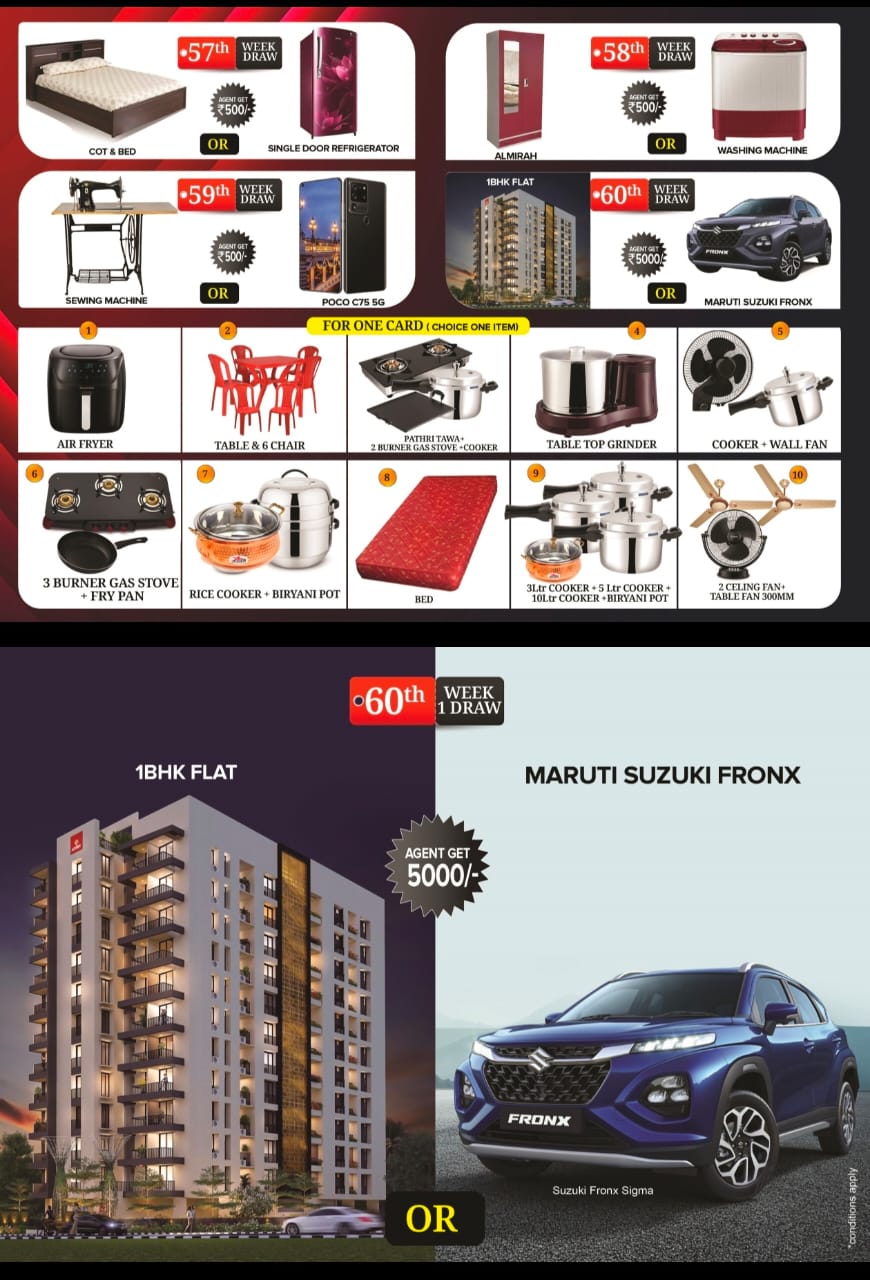 57th WEEK DRAW
AGENT GET
₹500/-
OR
COT & BED
SINGLE DOOR REFRIGERATOR
58th WEEK DRAW
AGENT GET
₹500/-
OR
ALMIRAH
WASHING MACHINE
59th WEEK DRAW
AGENT GET
₹500/-
OR
SEWING MACHINE
POCO C75 5G
1BHK FLAT
60th WEEK DRAW
AGENT GET
₹5000/-
OR
FRONX
MARUTI SUZUKI FRONX
FOR ONE CARD ( CHOICE ONE ITEM)
1
AIR FRYER
2
TABLE & 6 CHAIR
PATHRI TAWA+
2 BURNER GAS STOVE +COOKER
4
TABLE TOP GRINDER
5
COOKER + WALL FAN
6
3 BURNER GAS STOVE
+ FRY PAN
7
RICE COOKER + BIRYANI POT
8
BED
9
3Ltr COOKER + 5 Ltr COOKER +
10Ltr COOKER +BIRYANI POT
10
2 CELING FAN+
TABLE FAN 300MM
60th WEEK
1 DRAW
1BHK FLAT
MARUTI SUZUKI FRONX
AGENT GET
5000/-
FRONX
Suzuki Fronx Sigma
OR
*conditions apply